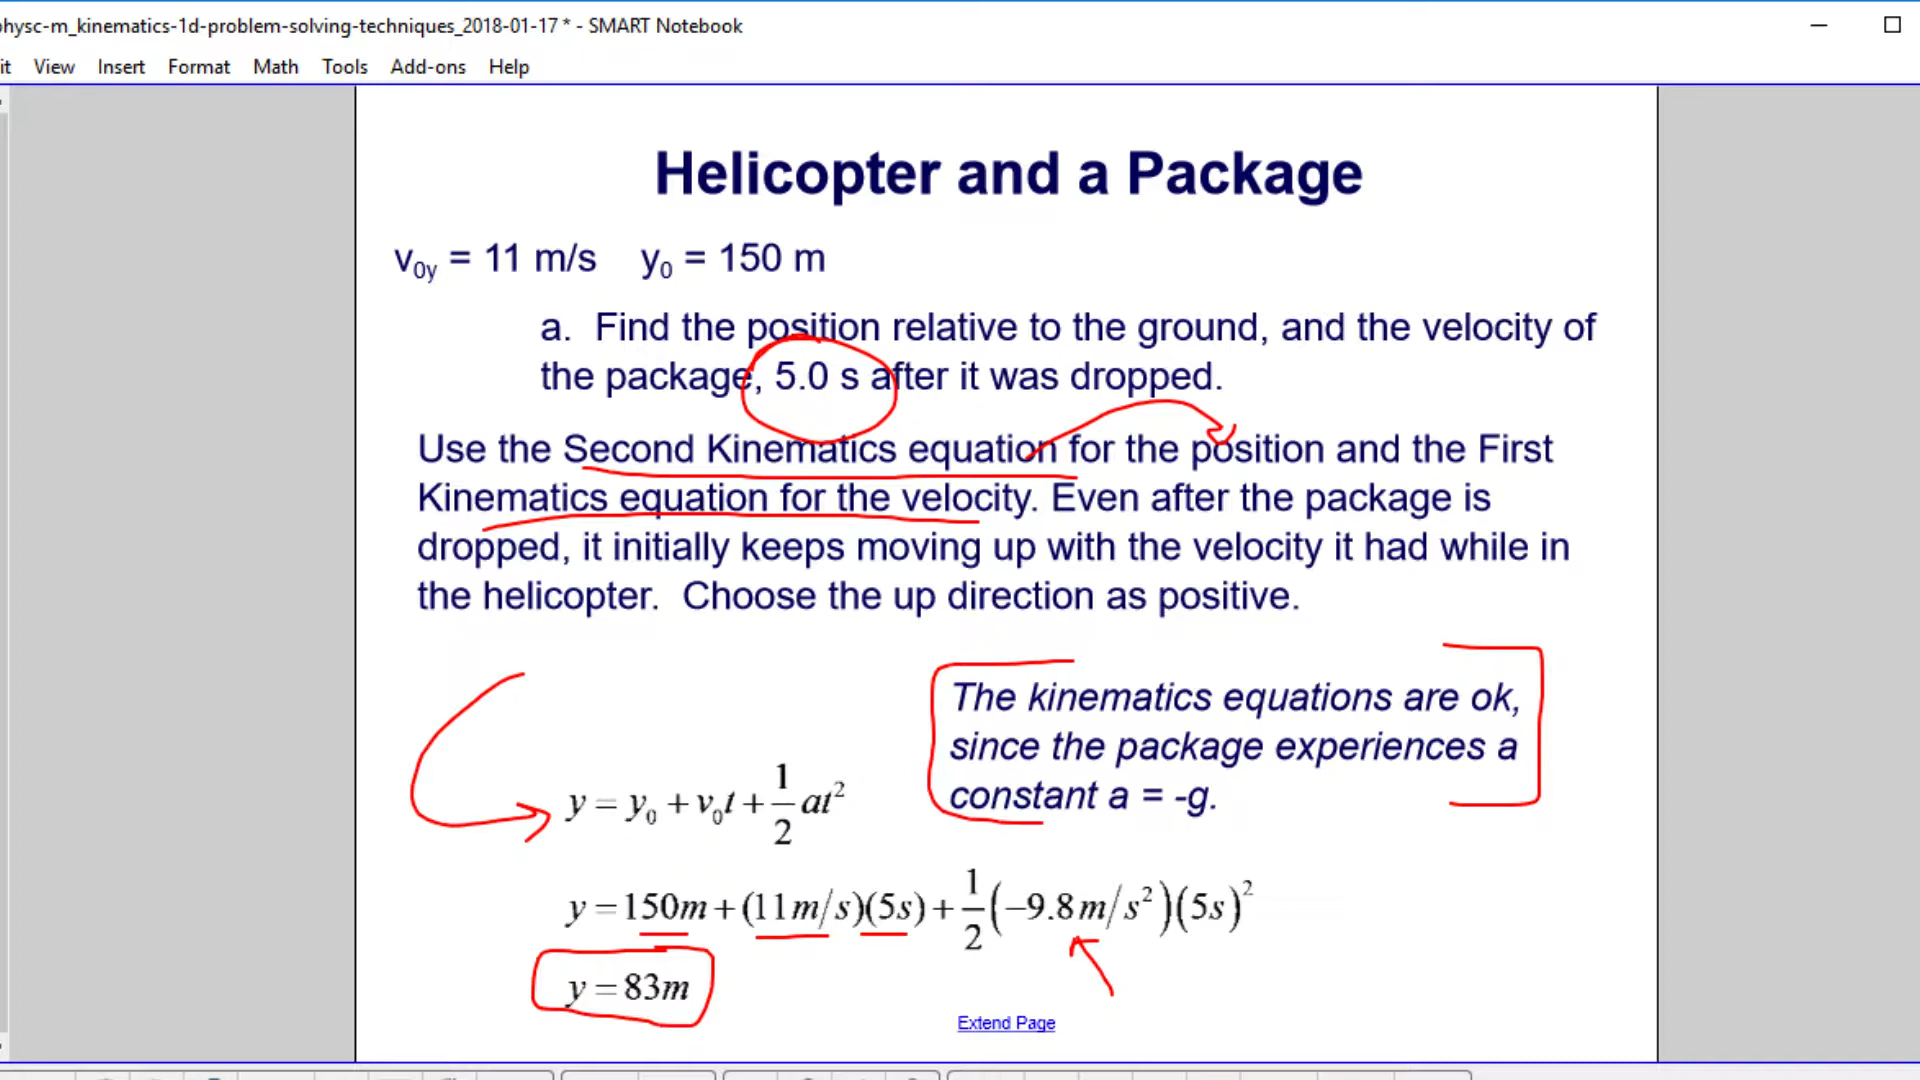 physc-m_kinematics-1d-problem-solving-techniques_2018-01-17 * - SMART Notebook
it View Insert Format Math Tools Add-ons Help
Helicopter and a Package
v₀y = 11 m/s y₀ = 150 m
a. Find the position relative to the ground, and the velocity of
the package, 5.0 s after it was dropped.
Use the Second Kinematics equation for the position and the First
Kinematics equation for the velocity. Even after the package is
dropped, it initially keeps moving up with the velocity it had while in
the helicopter. Choose the up direction as positive.
The kinematics equations are ok,
since the package experiences a
constant a = -g.
y = y₀ + v₀t + 1/2 at²
y = 150m + (11m/s)(5s) + 1/2 (−9.8m/s²)(5s)²
y = 83m
Extend Page